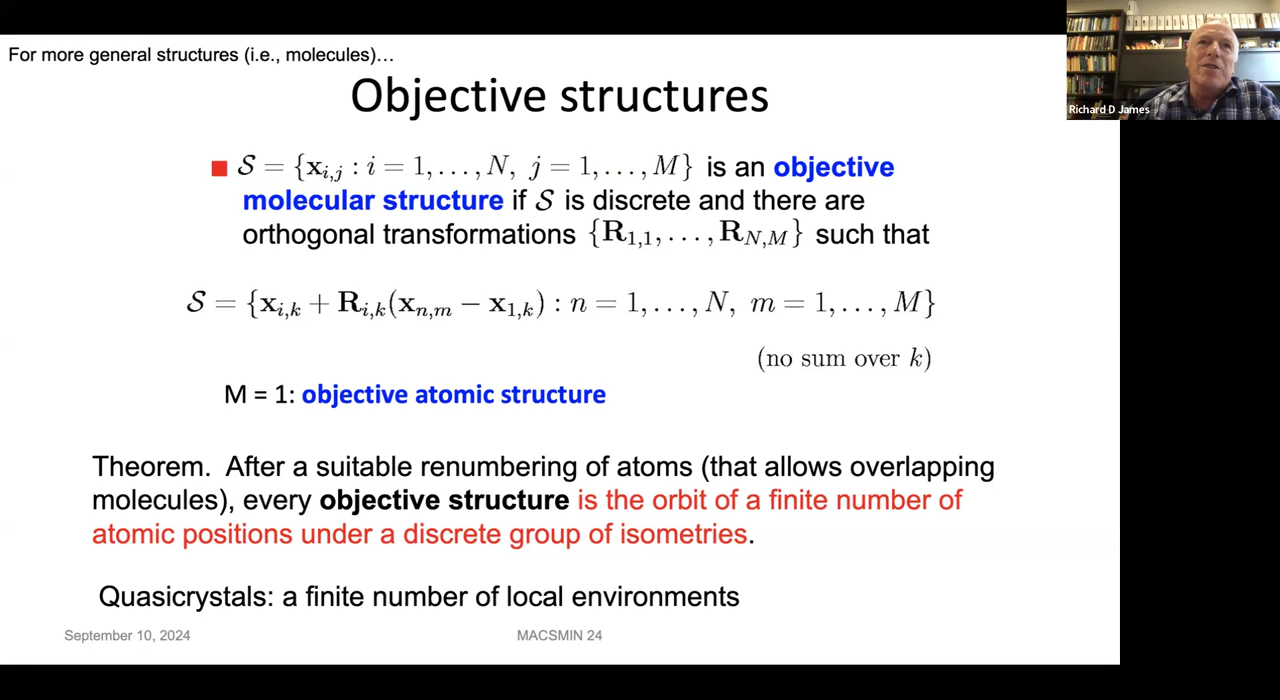 For more general structures (i.e., molecules)…
Objective structures
Richard D James
𝒮 = {x_{i,j} : i = 1, . . . , N, j = 1, . . . , M} is an objective
molecular structure if 𝒮 is discrete and there are
orthogonal transformations {R_{1,1}, . . . , R_{N,M}} such that
𝒮 = {x_{i,k} + R_{i,k}(x_{n,m} − x_{1,k}) : n = 1, . . . , N, m = 1, . . . , M}
(no sum over k)
M = 1: objective atomic structure
Theorem. After a suitable renumbering of atoms (that allows overlapping
molecules), every objective structure is the orbit of a finite number of
atomic positions under a discrete group of isometries.
Quasicrystals: a finite number of local environments
September 10, 2024
MACSMIN 24